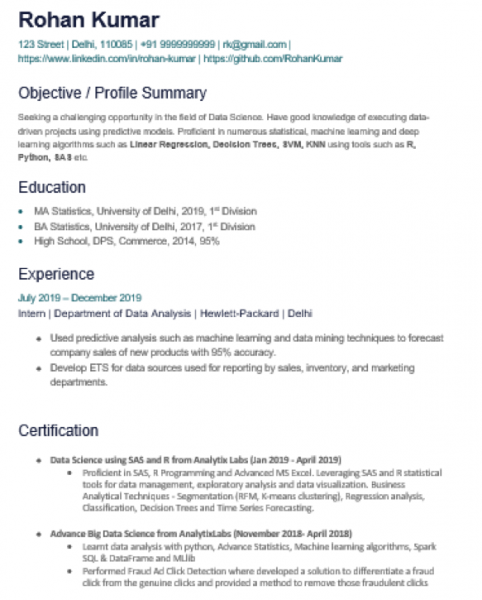 Rohan Kumar
123 Street | Delhi, 110085 | +91 9999999999 | rk@gmail.com |
https://www.linkedin.com/in/rohan-kumar | https://github.com/RohanKumar
Objective / Profile Summary
Seeking a challenging opportunity in the field of Data Science. Have good knowledge of executing data-
driven projects using predictive models. Proficient in numerous statistical, machine learning and deep
learning algorithms such as Linear Regression, Decision Trees, SVM, KNN using tools such as R,
Python, SAS etc.
Education
• MA Statistics, University of Delhi, 2019, 1st Division
• BA Statistics, University of Delhi, 2017, 1st Division
• High School, DPS, Commerce, 2014, 95%
Experience
July 2019 – December 2019
Intern | Department of Data Analysis | Hewlett-Packard | Delhi
Used predictive analysis such as machine learning and data mining techniques to forecast
company sales of new products with 95% accuracy.
Develop ETS for data sources used for reporting by sales, inventory, and marketing
departments.
Certification
Data Science using SAS and R from Analytix Labs (Jan 2019 - April 2019)
• Proficient in SAS, R Programming and Advanced MS Excel. Leveraging SAS and R statistical
tools for data management, exploratory analysis and data visualization. Business
Analytical Techniques - Segmentation (RFM, K-means clustering), Regression analysis,
Classification, Decision Trees and Time Series Forecasting.
Advance Big Data Science from AnalytixLabs (November 2018- April 2018)
• Learnt data analysis with python, Advance Statistics, Machine learning algorithms, Spark
SQL & DataFrame and MLlib
• Performed Fraud Ad Click Detection where developed a solution to differentiate a fraud
click from the genuine clicks and provided a method to remove those fraudulent clicks